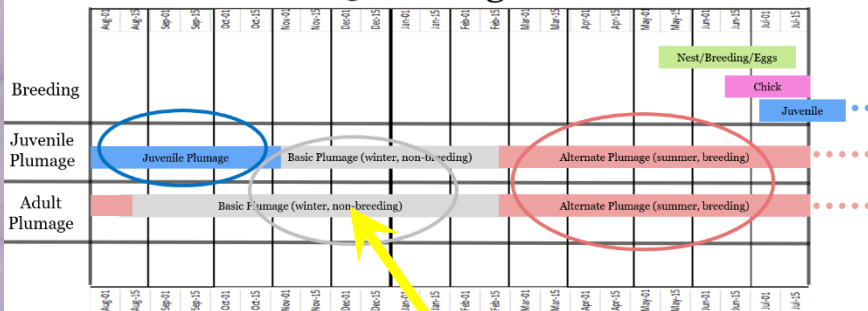 Aug-01 Aug-15 Sep-01 Sep-15 Oct-01 Oct-15 Nov-01 Nov-15 Dec-01 Dec-15 Jan-01 Jan-15 Feb-01 Feb-15 Mar-01 Mar-15 Apr-01 Apr-15 May-01 May-15 Jun-01 Jun-15 Jul-01 Jul-15
Nest/Breeding/Eggs
Breeding
Chick
Juvenile
Juvenile
Plumage
Juvenile Plumage
Basic Plumage (winter, non-breeding)
Alternate Plumage (summer, breeding)
Adult
Plumage
Basic Plumage (winter, non-breeding)
Alternate Plumage (summer, breeding)
Aug-01 Aug-15 Sep-01 Sep-15 Oct-01 Oct-15 Nov-01 Nov-15 Dec-01 Dec-15 Jan-01 Jan-15 Feb-01 Feb-15 Mar-01 Mar-15 Apr-01 Apr-15 May-01 May-15 Jun-01 Jun-15 Jul-01 Jul-15